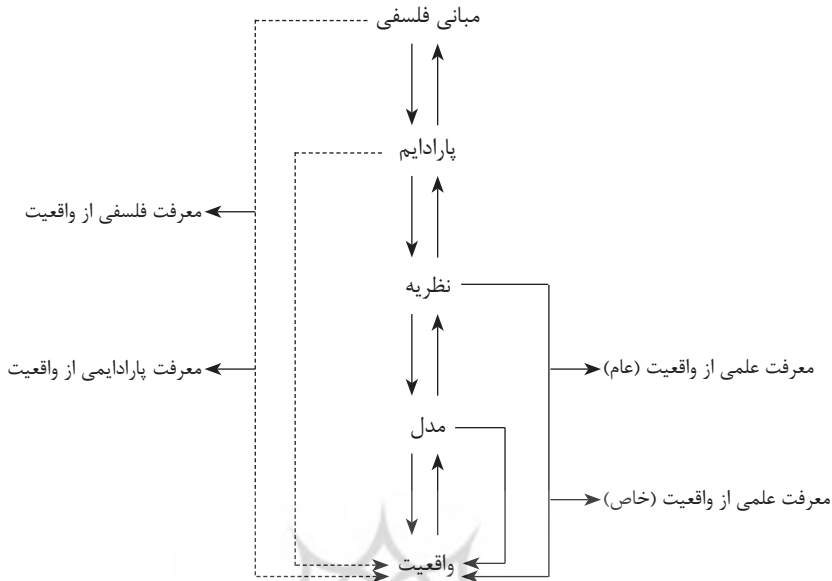 مبانی فلسفی
پارادایم
معرفت فلسفی از واقعیت
نظریه
معرفت علمی از واقعیت (عام)
معرفت پارادایمی از واقعیت
مدل
معرفت علمی از واقعیت (خاص)
واقعیت